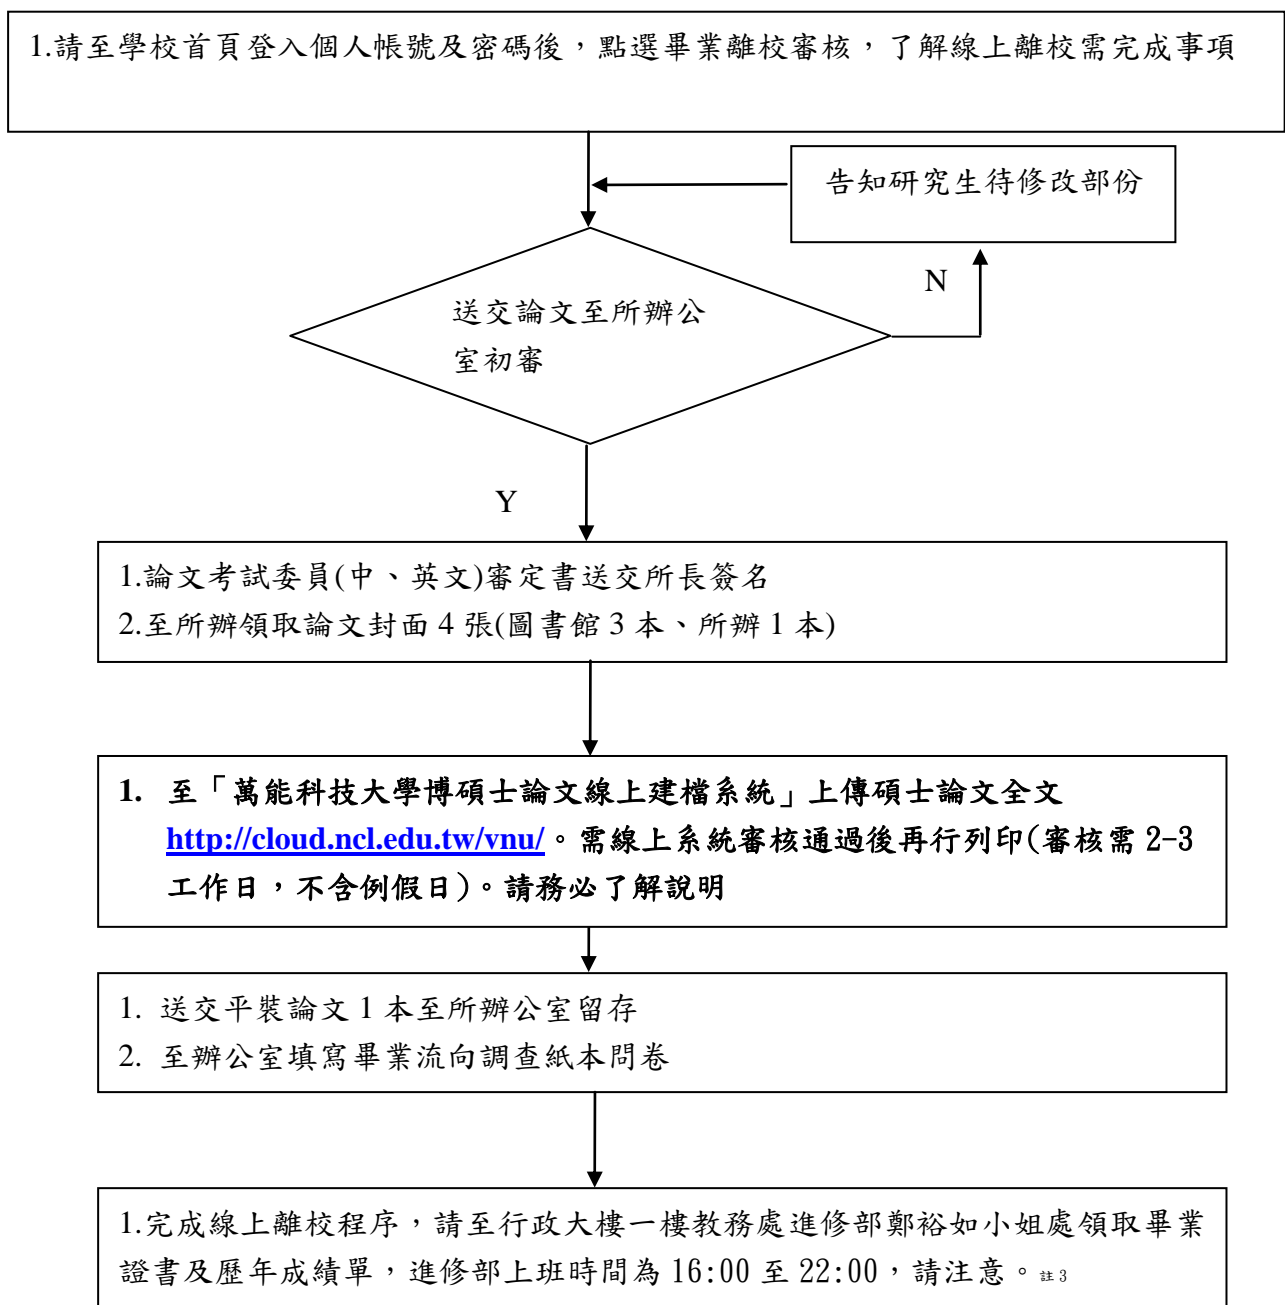 1.請至學校首頁登入個人帳號及密碼後，點選畢業離校審核，了解線上離校需完成事項
告知研究生待修改部份
N
送交論文至所辦公
室初審
Y
1.論文考試委員(中、英文)審定書送交所長簽名
2.至所辦領取論文封面 4 張(圖書館 3 本、所辦 1 本)
1. 至「萬能科技大學博碩士論文線上建檔系統」上傳碩士論文全文
http://cloud.ncl.edu.tw/vnu/。需線上系統審核通過後再行列印(審核需 2-3
工作日，不含例假日)。請務必了解說明
1. 送交平裝論文 1 本至所辦公室留存
2. 至辦公室填寫畢業流向調查紙本問卷
1.完成線上離校程序，請至行政大樓一樓教務處進修部鄭裕如小姐處領取畢業
證書及歷年成績單，進修部上班時間為 16:00 至 22:00，請注意。註 3